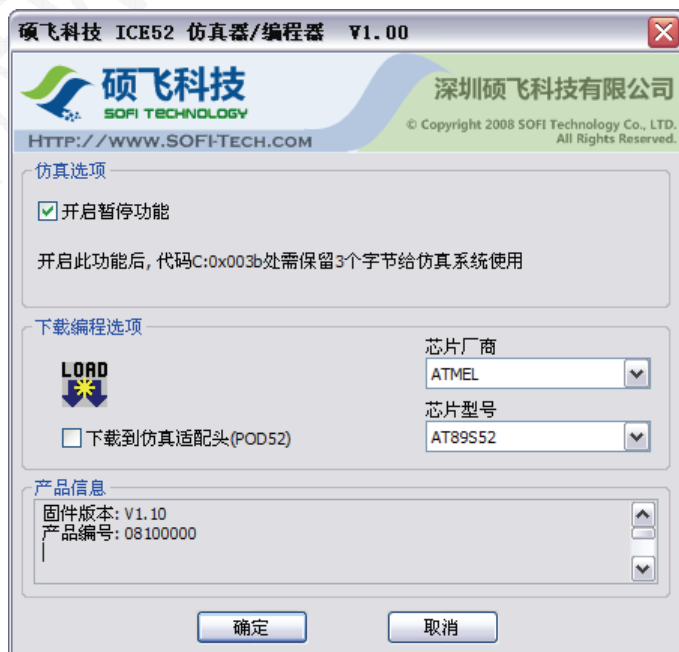 硕飞科技 ICE52 仿真器/编程器 V1.00
硕飞科技
SOFI TECHNOLOGY
HTTP://WWW.SOFI-TECH.COM
深圳硕飞科技有限公司
© Copyright 2008 SOFI Technology Co., LTD.
All Rights Reserved.
仿真选项
开启暂停功能
开启此功能后, 代码C:0x003b处需保留3个字节给仿真系统使用
下载编程选项
LOAD
下载到仿真适配头(POD52)
芯片厂商
ATMEL
芯片型号
AT89S52
产品信息
固件版本: V1.10
产品编号: 08100000
确定
取消